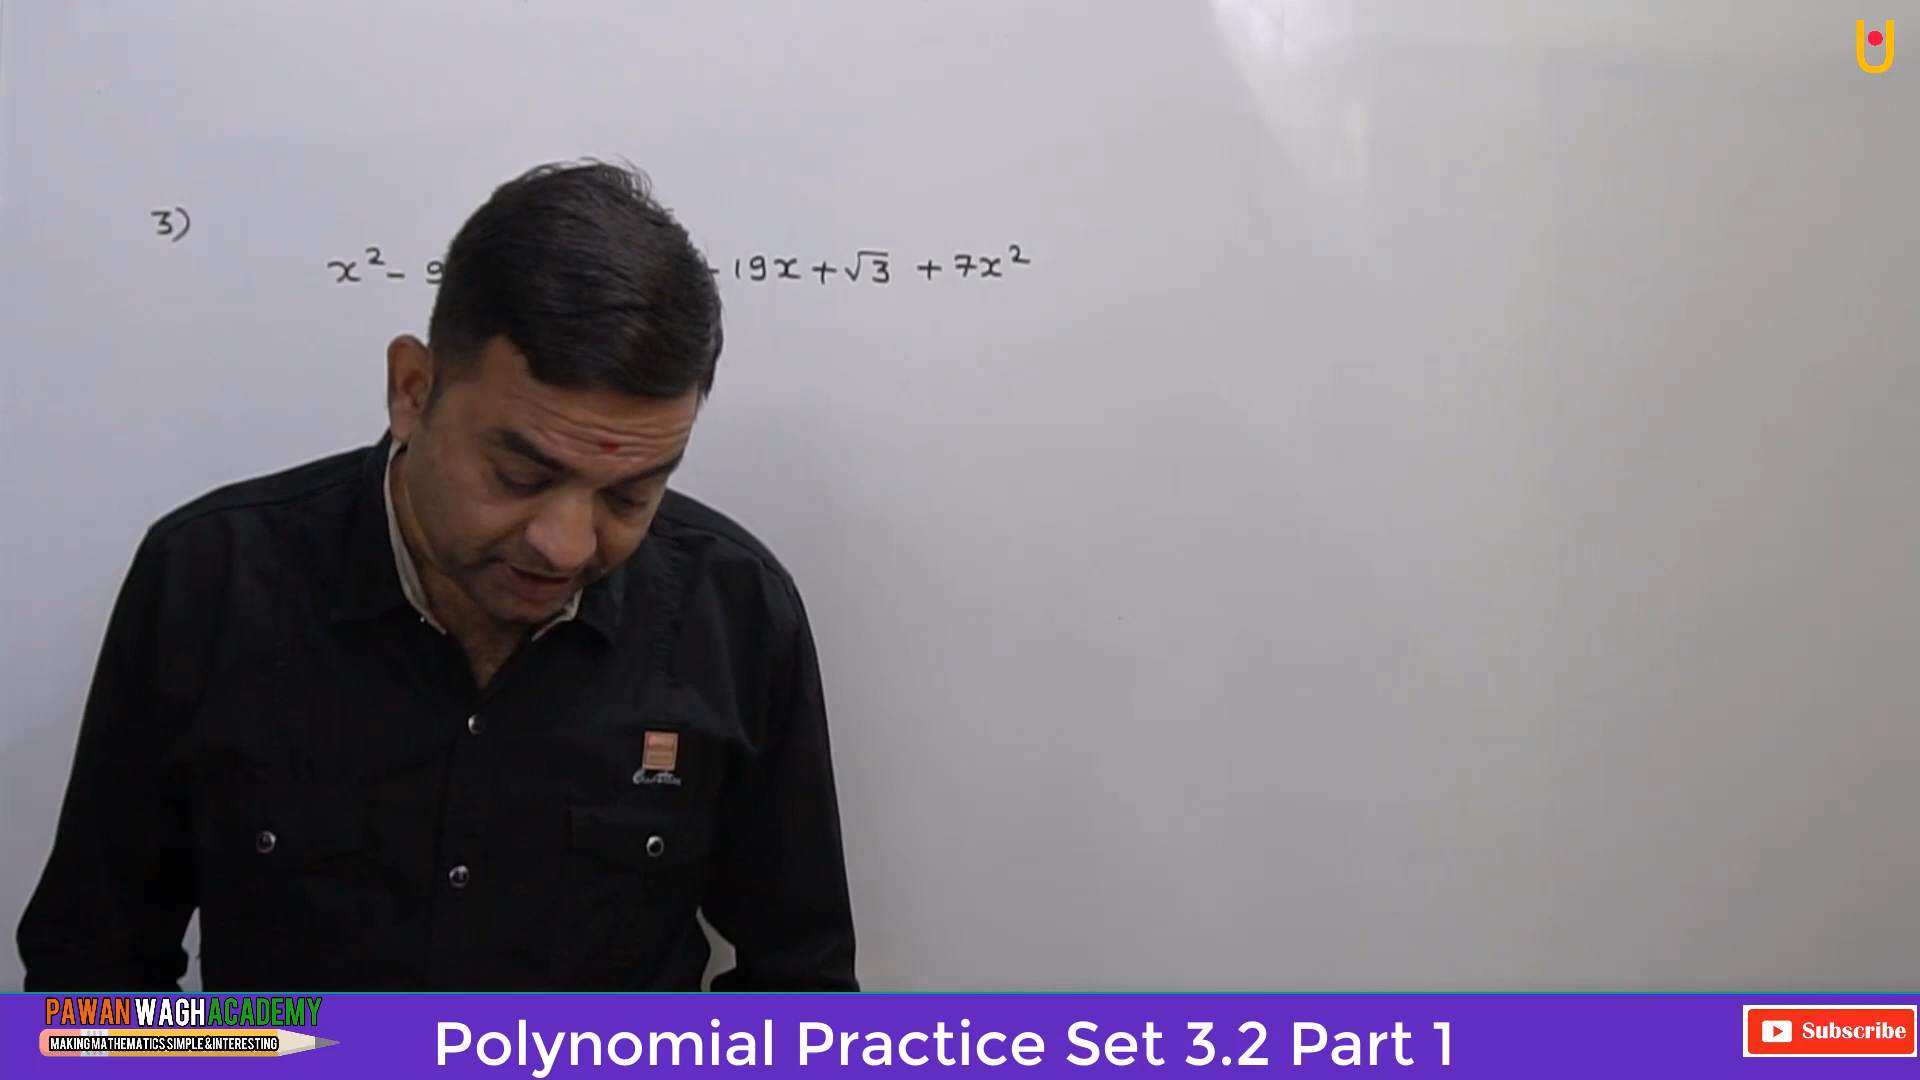 3)
x² - 9 - 19x + √3 + 7x²
PAWAN WAGH ACADEMY
MAKING MATHEMATICS SIMPLE & INTERESTING
Polynomial Practice Set 3.2 Part 1
Subscribe